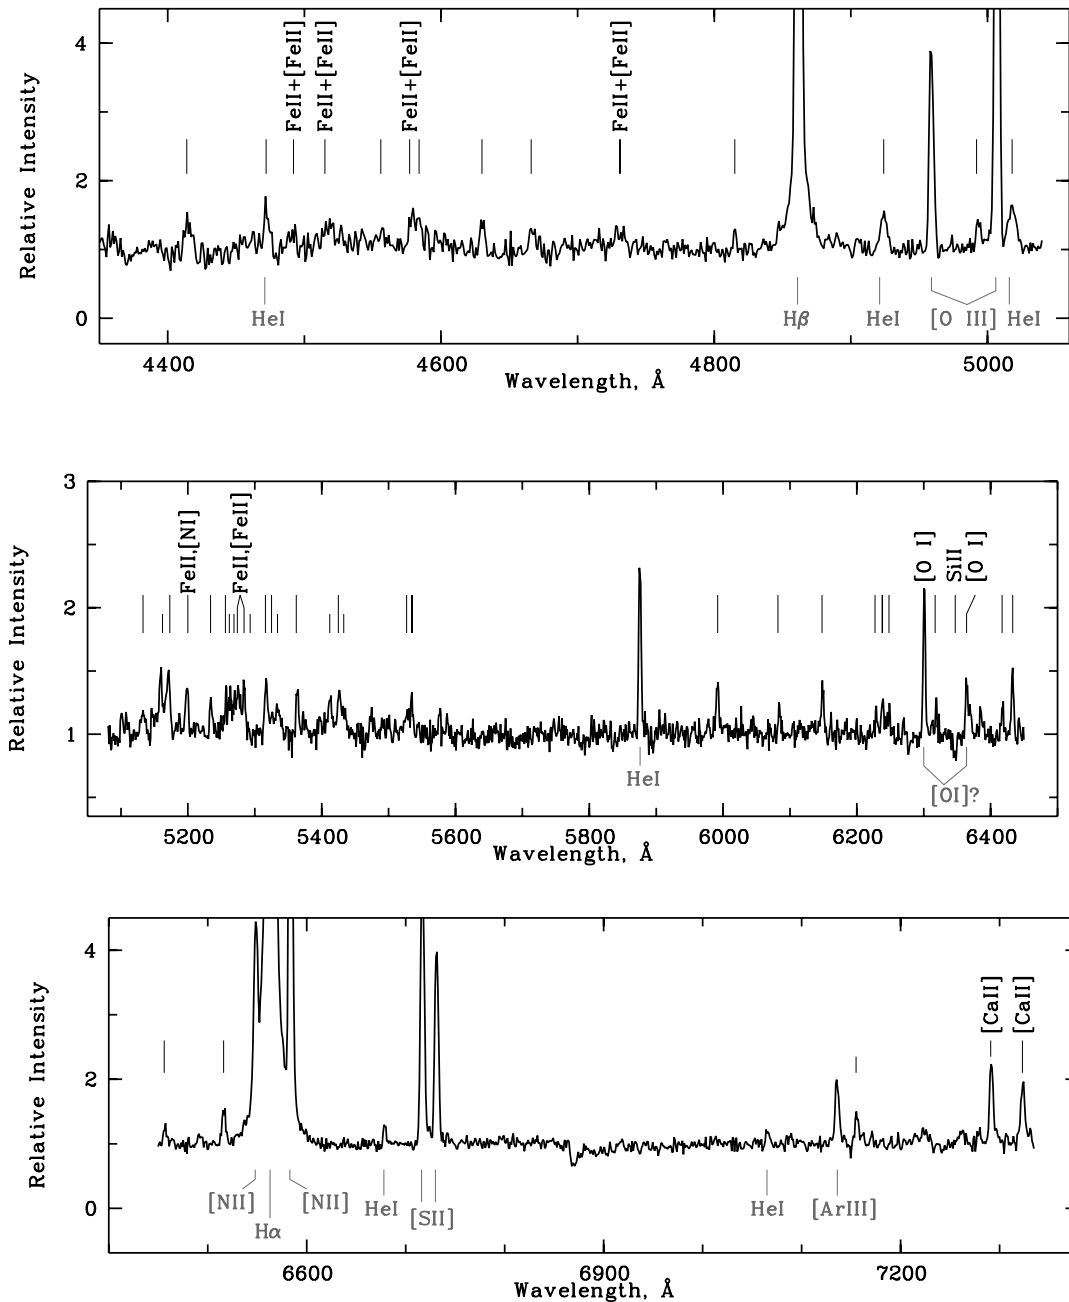 FeII+[FeII]
FeII+[FeII]
FeII+[FeII]
FeII+[FeII]
4
2
0
Relative Intensity
HeI
Hβ
HeI
[O III]
HeI
4400
4600
4800
5000
Wavelength, Å
FeII,[NI]
FeII,[FeII]
[O I]
SiII
[O I]
3
2
1
Relative Intensity
HeI
[OI]?
5200
5400
5600
5800
6000
6200
6400
Wavelength, Å
[CaII]
[CaII]
4
2
0
Relative Intensity
[NII]
Hα
[NII]
HeI
[SII]
HeI
[ArIII]
6600
6900
7200
Wavelength, Å